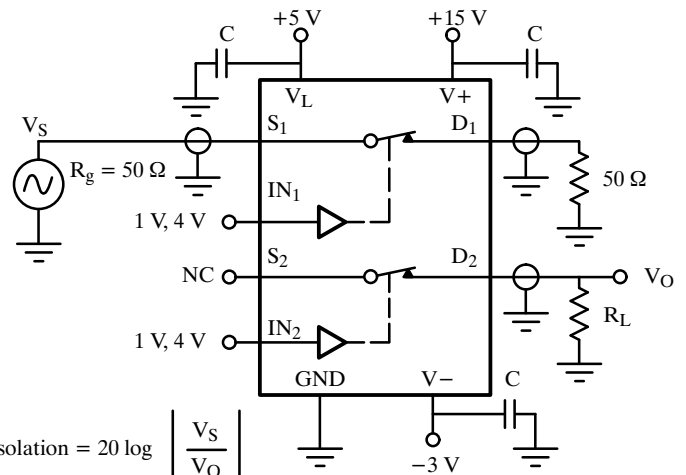 +5 V
+15 V
C
C
V_L
V+
V_S
S_1
D_1
R_g = 50 Ω
50 Ω
IN_1
1 V, 4 V
S_2
D_2
NC
V_O
R_L
IN_2
1 V, 4 V
GND
V−
C
solation = 20 log | V_S / V_O |
−3 V